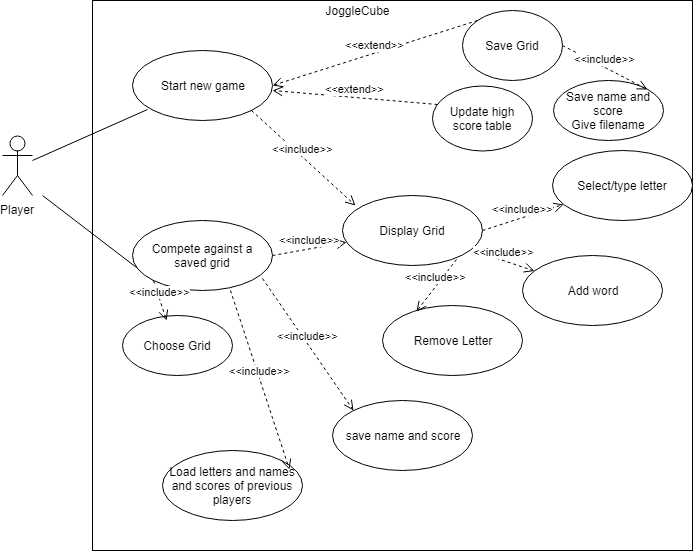 JoggleCube
<<extend>>
Save Grid
<<include>>
Start new game
<<extend>>
Save name and
score
Give filename
Update high
score table
<<include>>
Player
Select/type letter
<<include>>
Display Grid
Compete against a
saved grid
<<include>>
<<include>>
<<include>>
<<include>>
Add word
<<include>>
Choose Grid
Remove Letter
<<include>>
<<include>>
save name and score
Load letters and names
and scores of previous
players